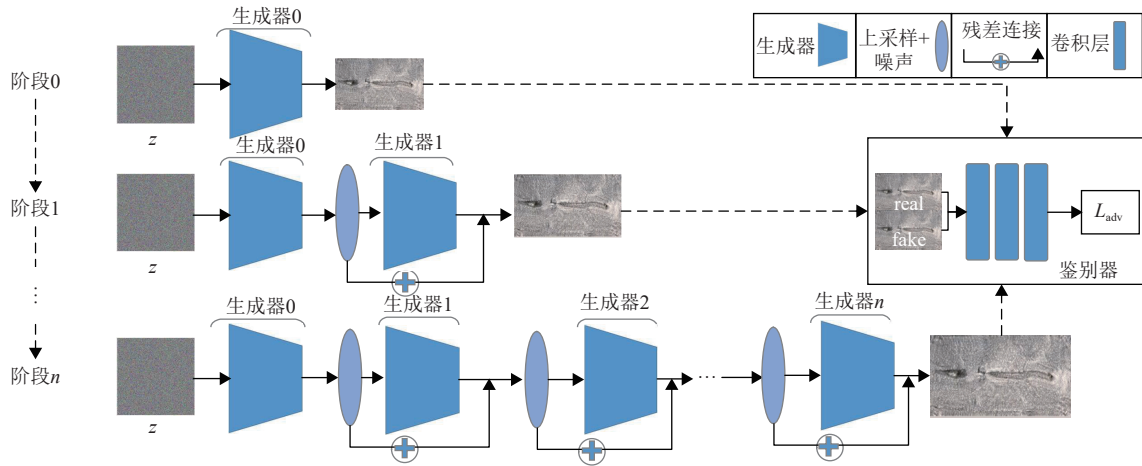 生成器
上采样+
噪声
残差连接
卷积层
阶段0
生成器0
z
阶段1
生成器0
生成器1
z
real
fake
L_adv
鉴别器
⋮
阶段n
生成器0
生成器1
生成器2
…
生成器n
z